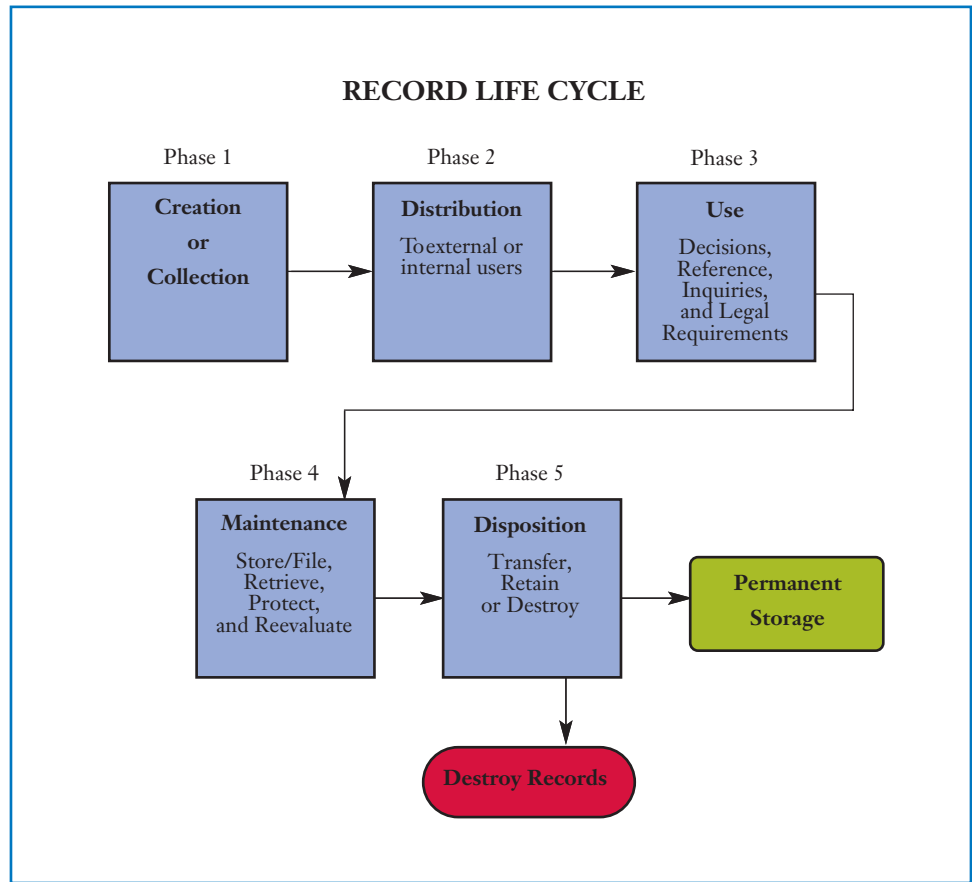 RECORD LIFE CYCLE
Phase 1
Creation
or
Collection
Phase 2
Distribution
Toexternal or
internal users
Phase 3
Use
Decisions,
Reference,
Inquiries,
and Legal
Requirements
Phase 4
Maintenance
Store/File,
Retrieve,
Protect,
and Reevaluate
Phase 5
Disposition
Transfer,
Retain
or Destroy
Permanent
Storage
Destroy Records